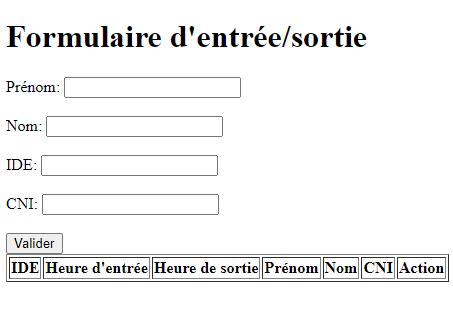 Formulaire d'entrée/sortie
Prénom:
Nom:
IDE:
CNI:
Valider
IDE Heure d'entrée Heure de sortie Prénom Nom CNI Action